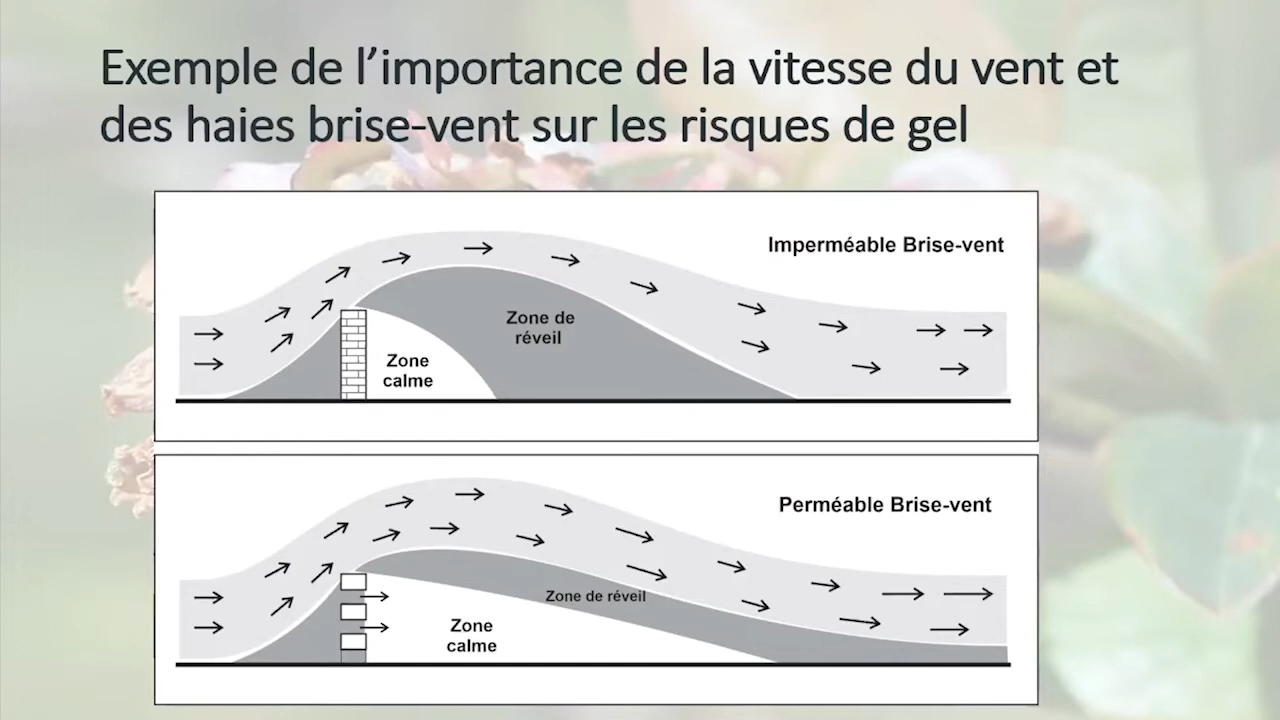 Exemple de l’importance de la vitesse du vent et
des haies brise-vent sur les risques de gel
Imperméable Brise-vent
Zone de
réveil
Zone
calme
Perméable Brise-vent
Zone de réveil
Zone
calme